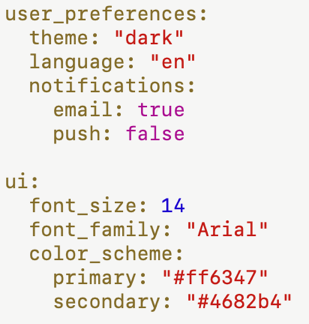 user_preferences:
  theme: "dark"
  language: "en"
  notifications:
    email: true
    push: false

ui:
  font_size: 14
  font_family: "Arial"
  color_scheme:
    primary: "#ff6347"
    secondary: "#4682b4"